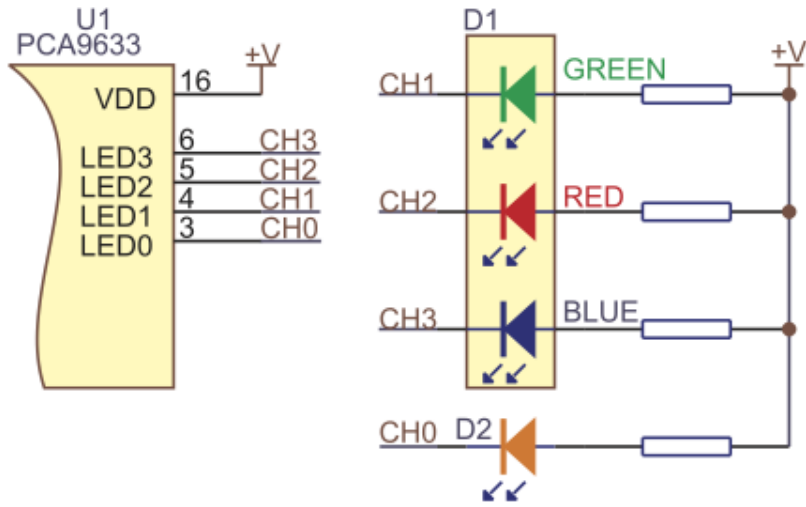 U1
PCA9633
+V
VDD
16
LED3
6
CH3
LED2
5
CH2
LED1
4
CH1
LED0
3
CH0
D1
+V
CH1
GREEN
CH2
RED
CH3
BLUE
CH0
D2